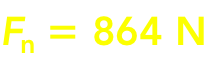 Fn = 864 N